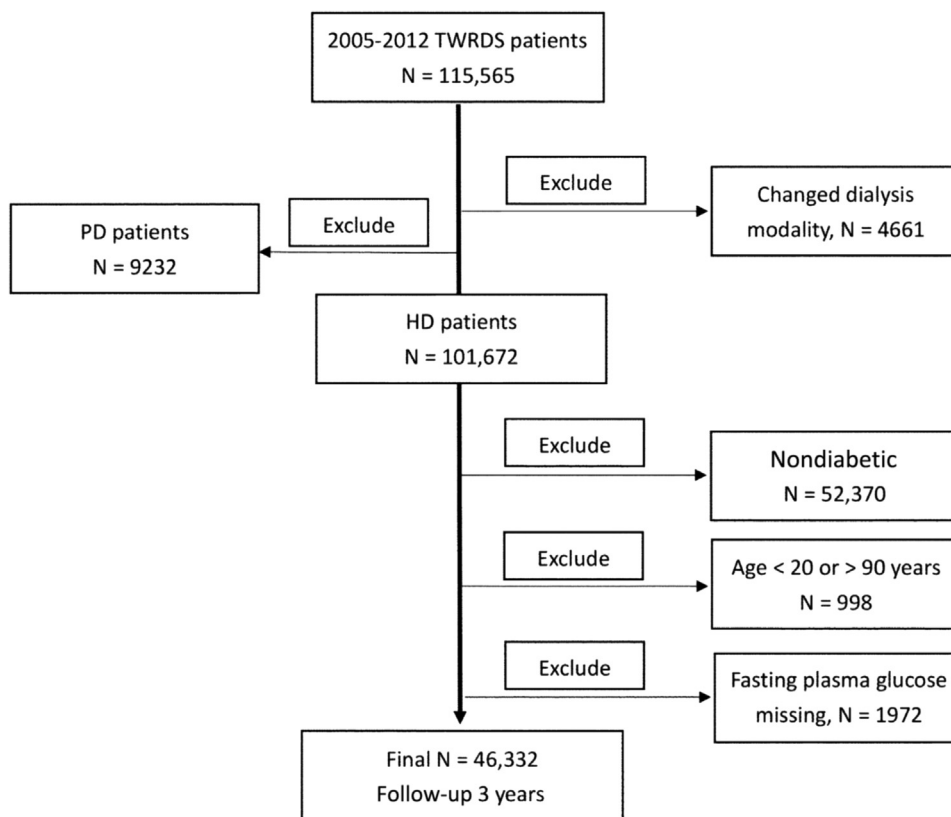 2005-2012 TWRDS patients
N = 115,565
Exclude
Changed dialysis
modality, N = 4661
Exclude
PD patients
N = 9232
HD patients
N = 101,672
Exclude
Nondiabetic
N = 52,370
Exclude
Age < 20 or > 90 years
N = 998
Exclude
Fasting plasma glucose
missing, N = 1972
Final N = 46,332
Follow-up 3 years